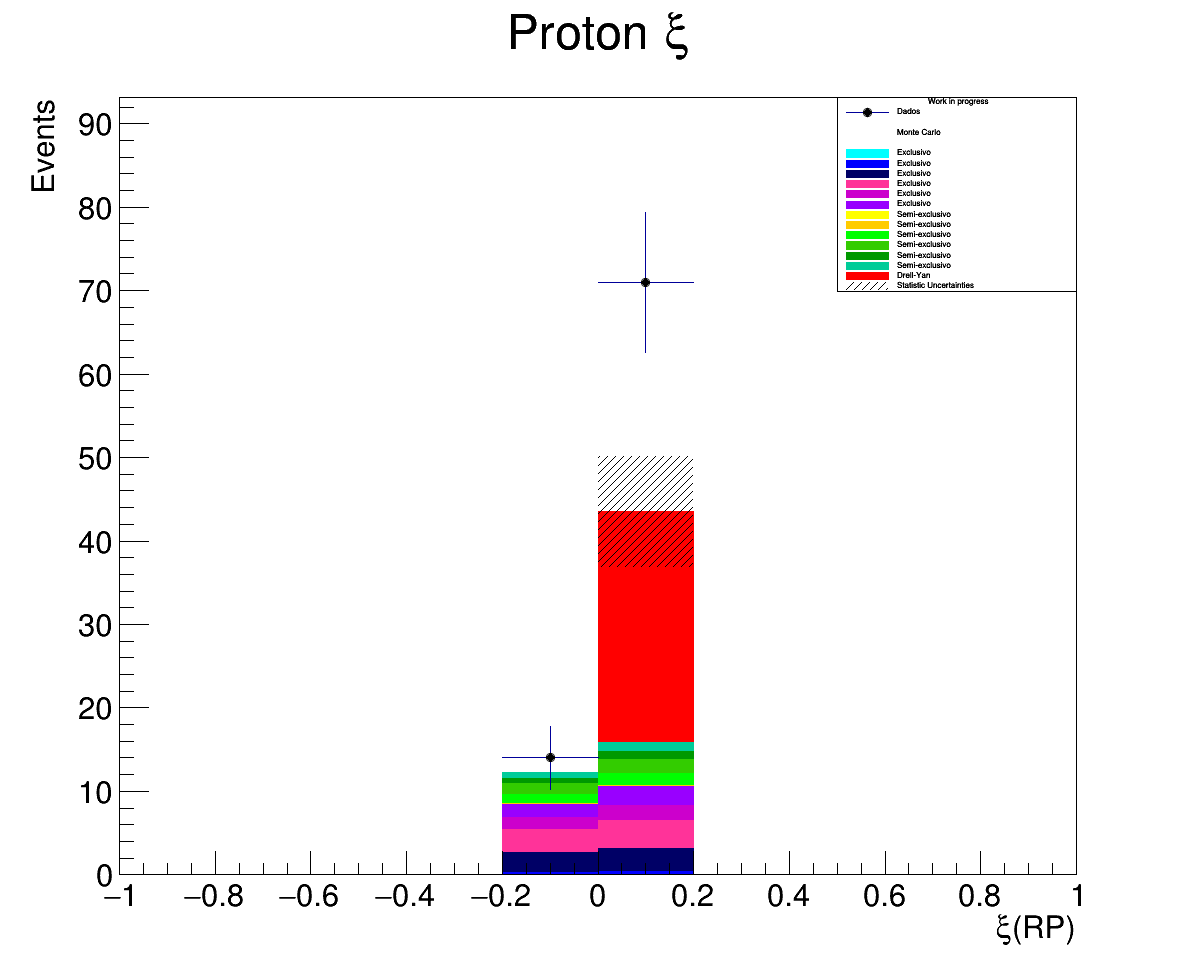 Proton ξ
Events
Work in progress
Dados
Monte Carlo
Exclusivo
Exclusivo
Exclusivo
Exclusivo
Exclusivo
Exclusivo
Semi-exclusivo
Semi-exclusivo
Semi-exclusivo
Semi-exclusivo
Semi-exclusivo
Semi-exclusivo
Drell-Yan
Statistic Uncertainties
90
80
70
60
50
40
30
20
10
0
−1 −0.8 −0.6 −0.4 −0.2 0 0.2 0.4 0.6 0.8 1
ξ(RP)